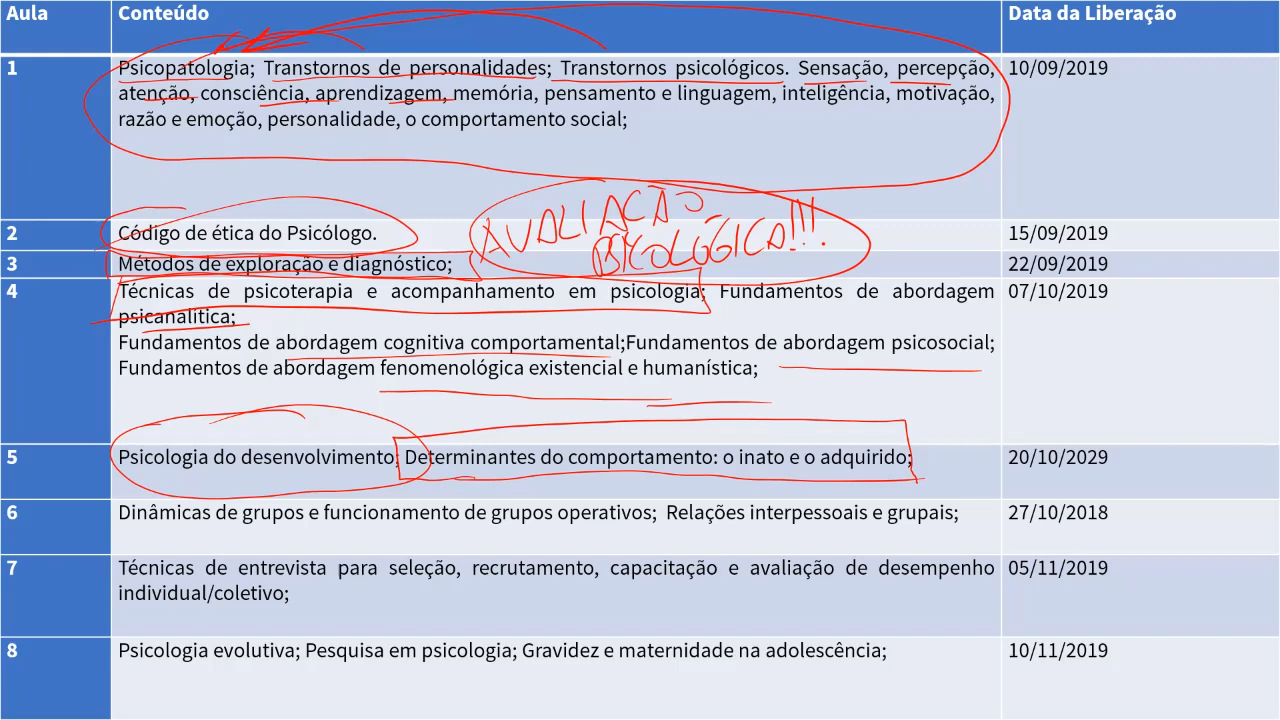 Aula Conteúdo Data da Liberação
1 Psicopatologia; Transtornos de personalidades; Transtornos psicológicos. Sensação, percepção, 10/09/2019
atenção, consciência, aprendizagem, memória, pensamento e linguagem, inteligência, motivação,
razão e emoção, personalidade, o comportamento social;
AVALIAÇÃO
PSICOLÓGICA!!!
2 Código de ética do Psicólogo. 15/09/2019
3 Métodos de exploração e diagnóstico; 22/09/2019
4 Técnicas de psicoterapia e acompanhamento em psicologia; Fundamentos de abordagem 07/10/2019
psicanalítica;
Fundamentos de abordagem cognitiva comportamental;Fundamentos de abordagem psicosocial;
Fundamentos de abordagem fenomenológica existencial e humanística;
5 Psicologia do desenvolvimento; Determinantes do comportamento: o inato e o adquirido; 20/10/2029
6 Dinâmicas de grupos e funcionamento de grupos operativos; Relações interpessoais e grupais; 27/10/2018
7 Técnicas de entrevista para seleção, recrutamento, capacitação e avaliação de desempenho 05/11/2019
individual/coletivo;
8 Psicologia evolutiva; Pesquisa em psicologia; Gravidez e maternidade na adolescência; 10/11/2019